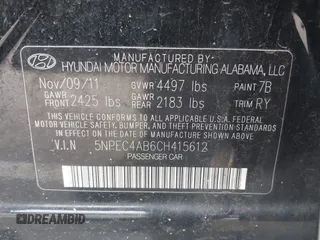 HYUNDAI MOTOR MANUFACTURING ALABAMA, LLC
Nov/09/11 GVWR 4497 lbs PAINT 7B
GAWR FRONT 2425 lbs GAWR REAR 2183 lbs TRIM RY
THIS VEHICLE CONFORMS TO ALL APPLICABLE
FEDERAL MOTOR VEHICLE SAFETY, BUMPER, AND
THEFT PREVENTION STANDARDS IN EFFECT ON
THE DATE OF MANUFACTURE SHOWN ABOVE.
V.I.N 5NPEC4AB6CH415612
PASSENGER CAR
DREAMBID